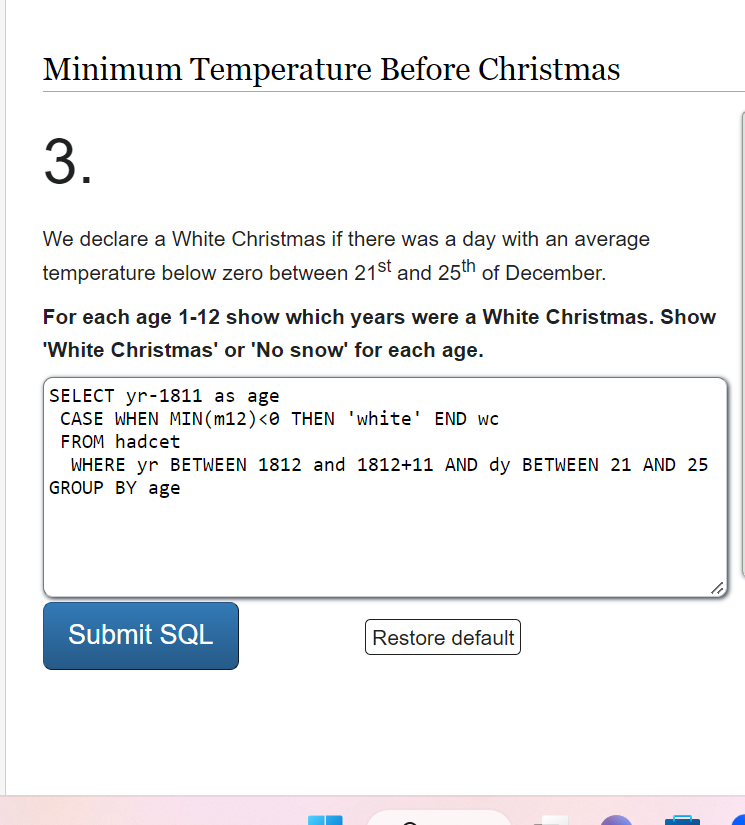 Minimum Temperature Before Christmas
3.
We declare a White Christmas if there was a day with an average
temperature below zero between 21st and 25th of December.
For each age 1-12 show which years were a White Christmas. Show
'White Christmas' or 'No snow' for each age.
SELECT yr-1811 as age
CASE WHEN MIN(m12)<0 THEN 'white' END wc
FROM hadcet
WHERE yr BETWEEN 1812 and 1812+11 AND dy BETWEEN 21 AND 25
GROUP BY age
Submit SQL
Restore default